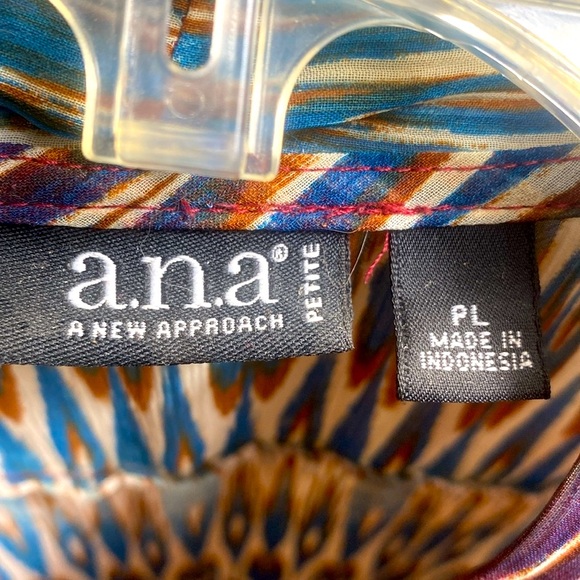 a.n.a®
A NEW APPROACH
PETITE
PL
MADE IN
INDONESIA